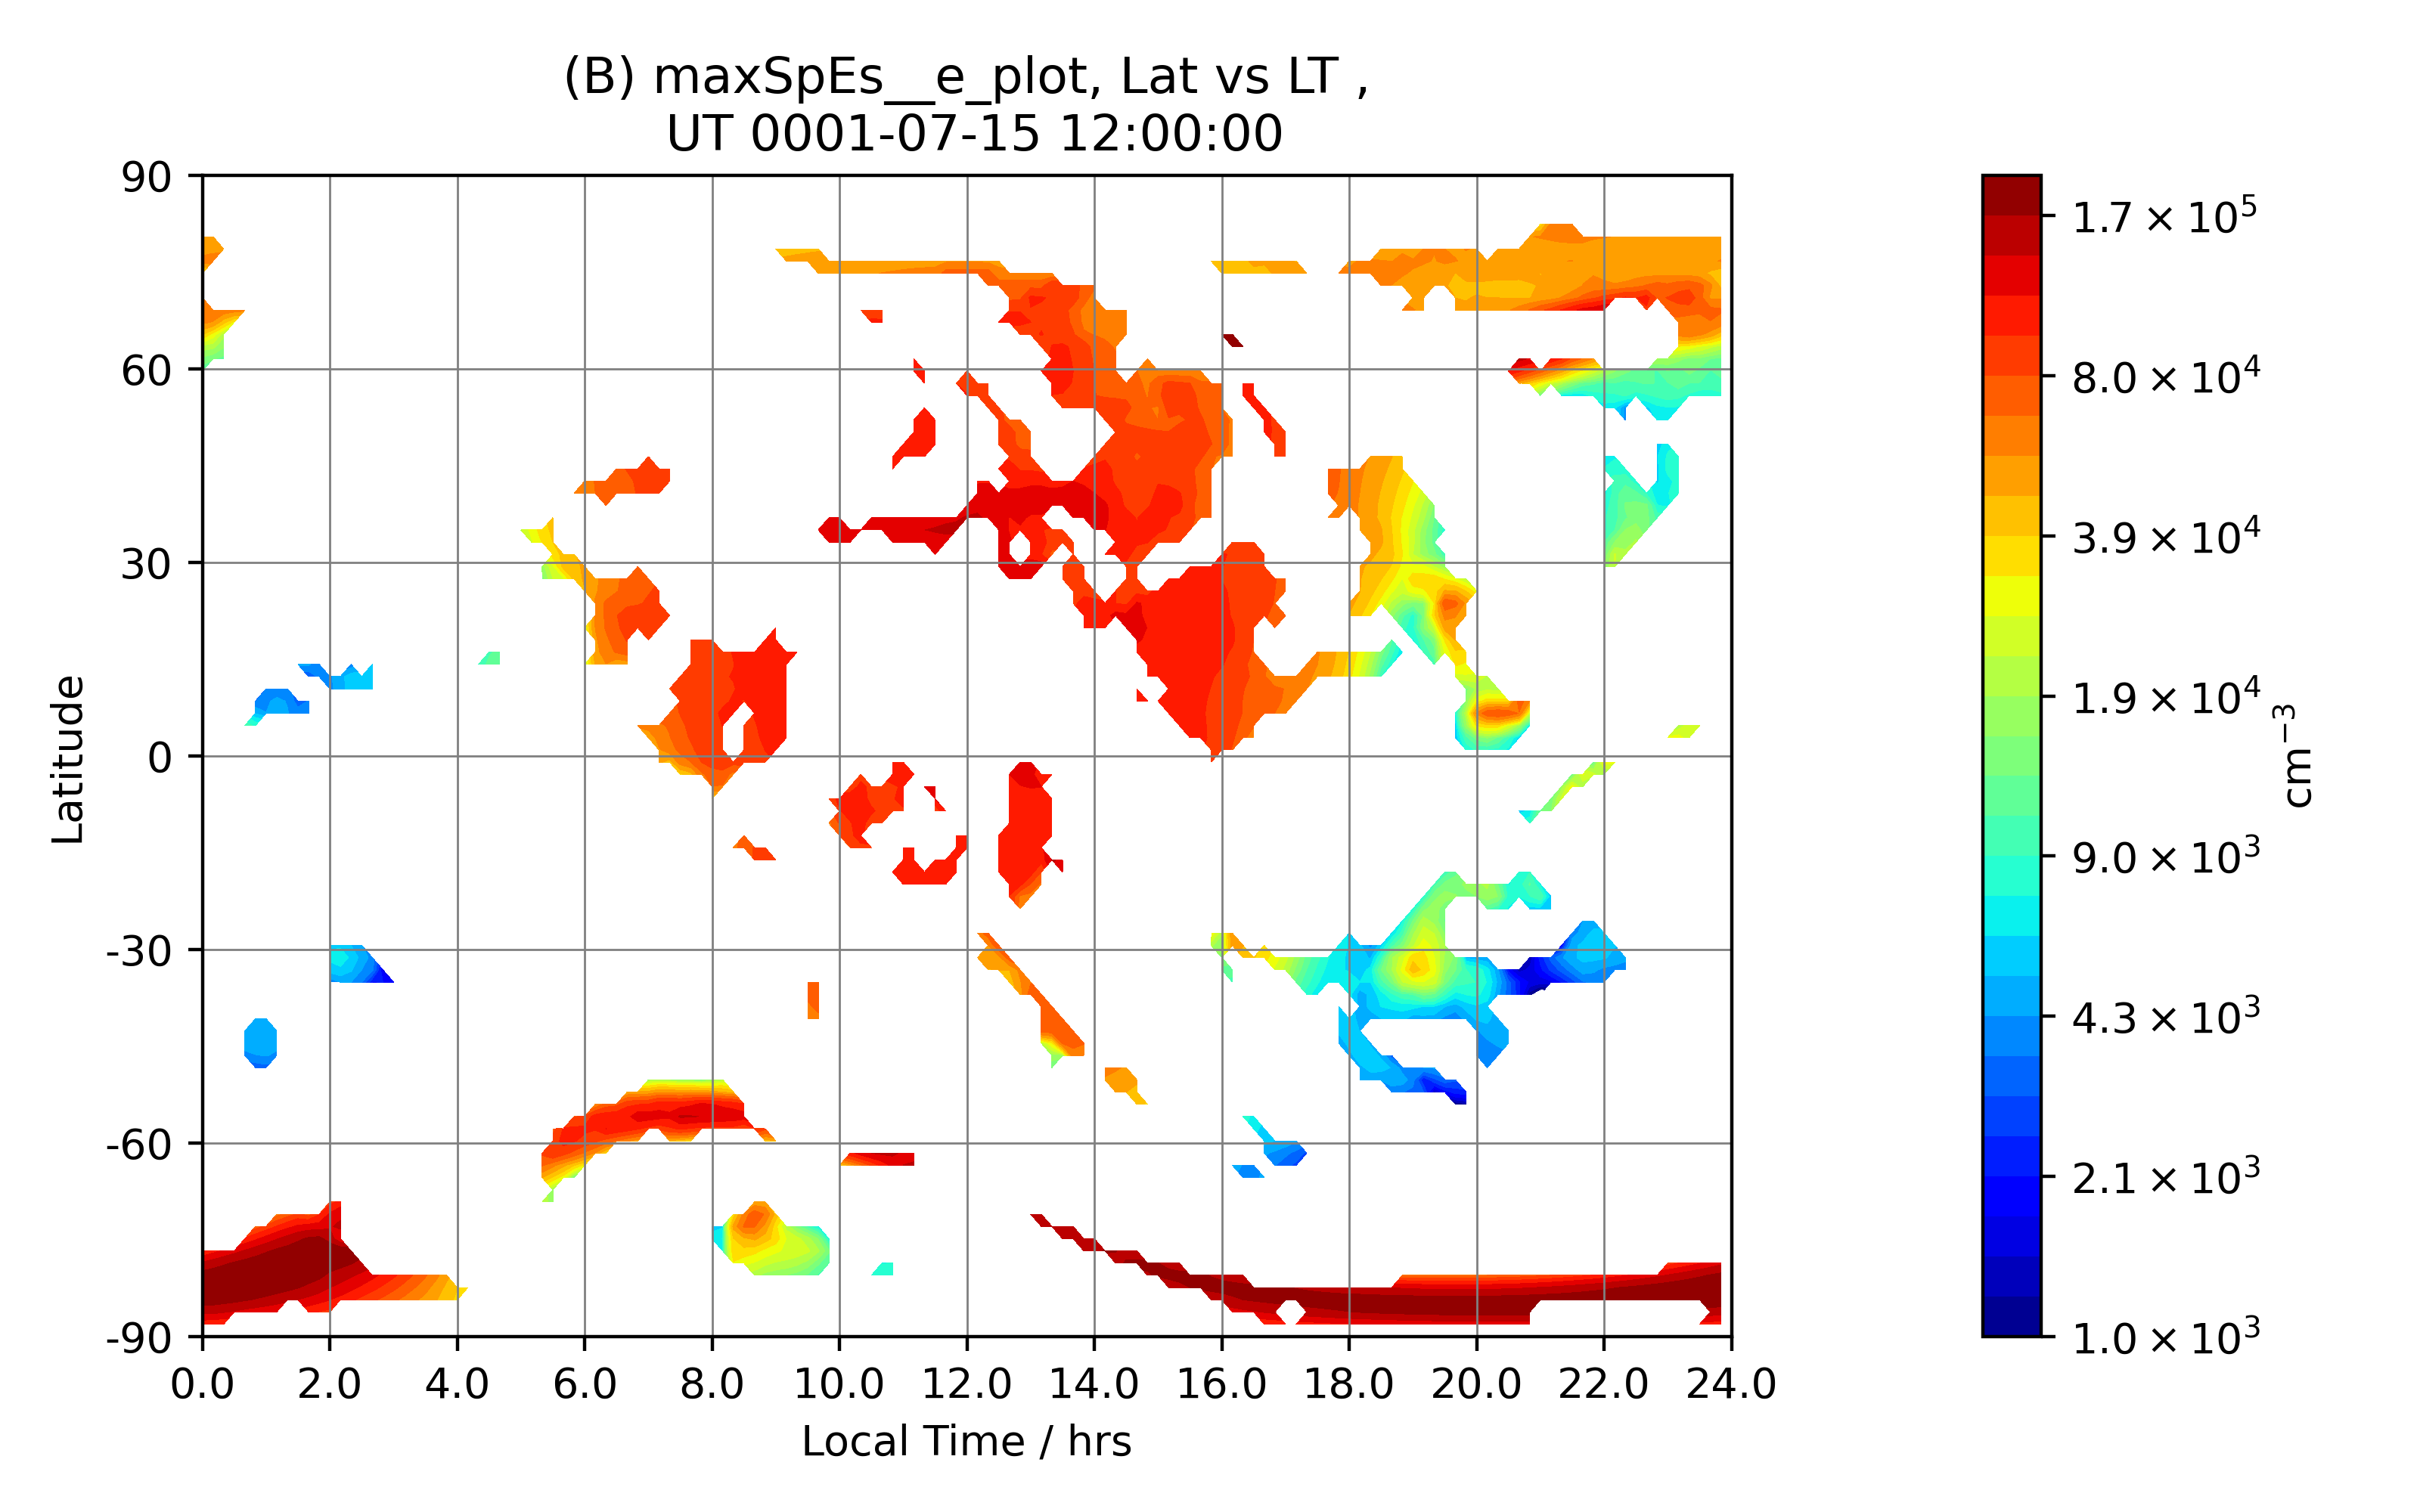 (B) maxSpEs__e_plot, Lat vs LT ,
UT 0001-07-15 12:00:00
90
60
30
0
-30
-60
-90
Latitude
0.0 2.0 4.0 6.0 8.0 10.0 12.0 14.0 16.0 18.0 20.0 22.0 24.0
Local Time / hrs
1.7 × 10⁵
8.0 × 10⁴
3.9 × 10⁴
1.9 × 10⁴
9.0 × 10³
4.3 × 10³
2.1 × 10³
1.0 × 10³
cm⁻³